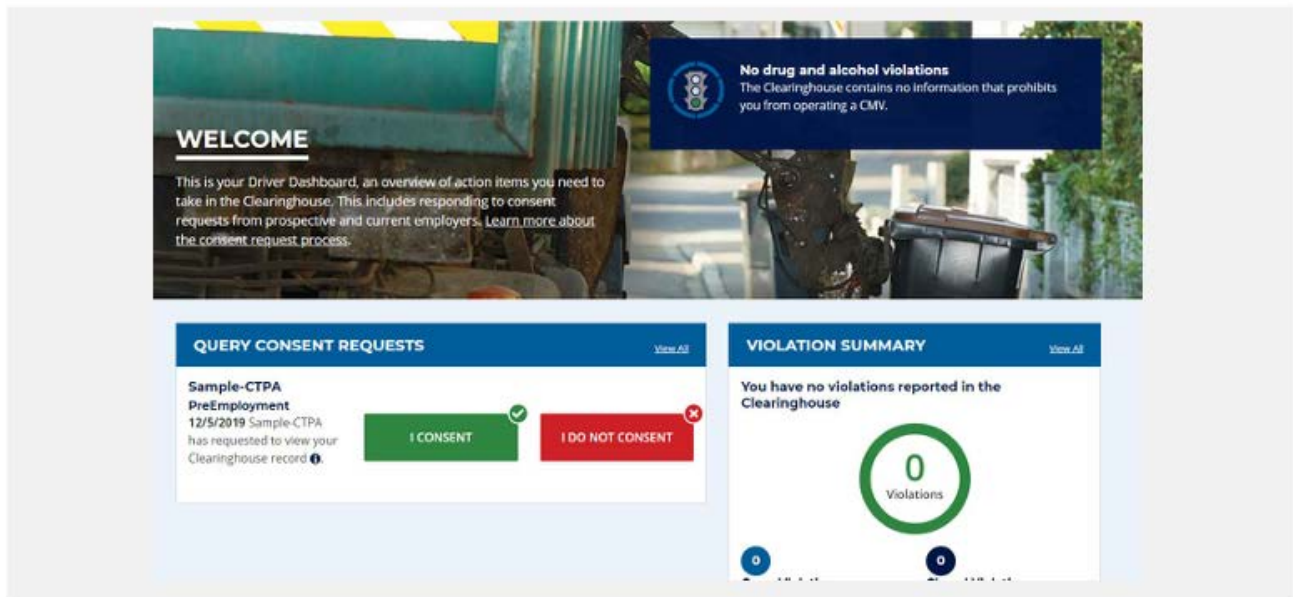 No drug and alcohol violations
The Clearinghouse contains no information that prohibits
you from operating a CMV.
WELCOME
This is your Driver Dashboard, an overview of action items you need to
take in the Clearinghouse. This includes responding to consent
requests from prospective and current employers. Learn more about
the consent request process.
QUERY CONSENT REQUESTS
View All
Sample-CTPA
PreEmployment
12/5/2019 Sample-CTPA
has requested to view your
Clearinghouse record
I CONSENT
I DO NOT CONSENT
VIOLATION SUMMARY
View All
You have no violations reported in the
Clearinghouse
0
Violations
0
0